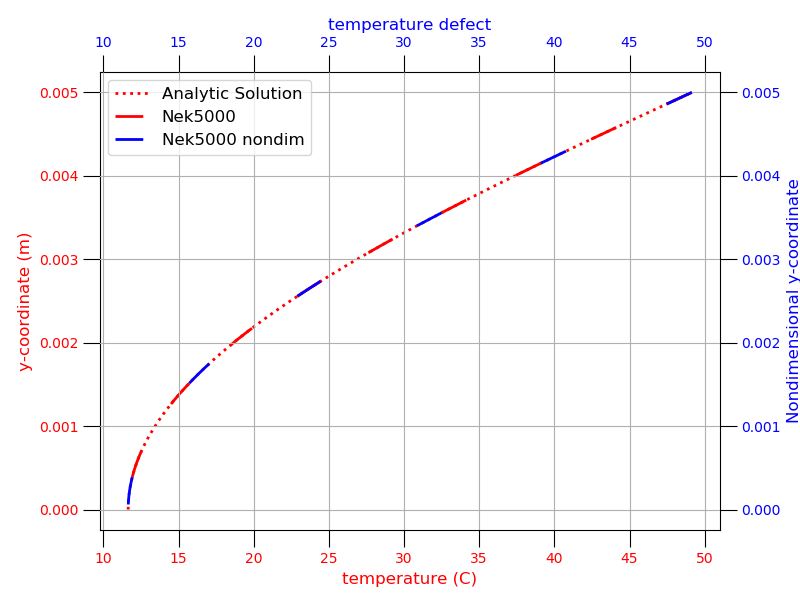 temperature defect
10 15 20 25 30 35 40 45 50
Analytic Solution
Nek5000
Nek5000 nondim
0.005
0.004
0.003
0.002
0.001
0.000
y-coordinate (m)
0.005
0.004
0.003
0.002
0.001
0.000
Nondimensional y-coordinate
10 15 20 25 30 35 40 45 50
temperature (C)